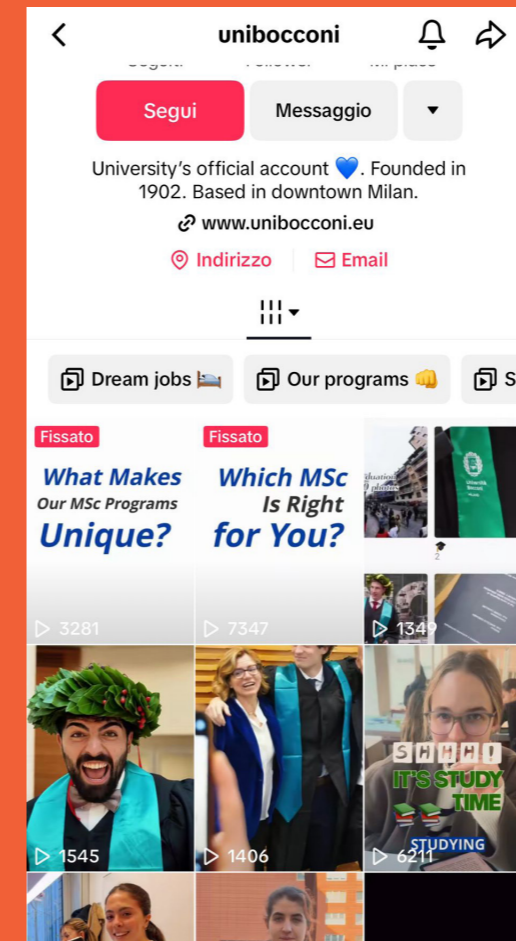 unibocconi
Segui
Messaggio
University's official account 💙. Founded in
1902. Based in downtown Milan.
www.unibocconi.eu
Indirizzo
Email
Dream jobs 🛌
Our programs 👊
S
Fissato
What Makes
Our MSc Programs
Unique?
3281
Fissato
Which MSc
Is Right
for You?
7347
1349
1545
1406
SHHH!
IT'S STUDY
📚📚 TIME
STUDYING
6211